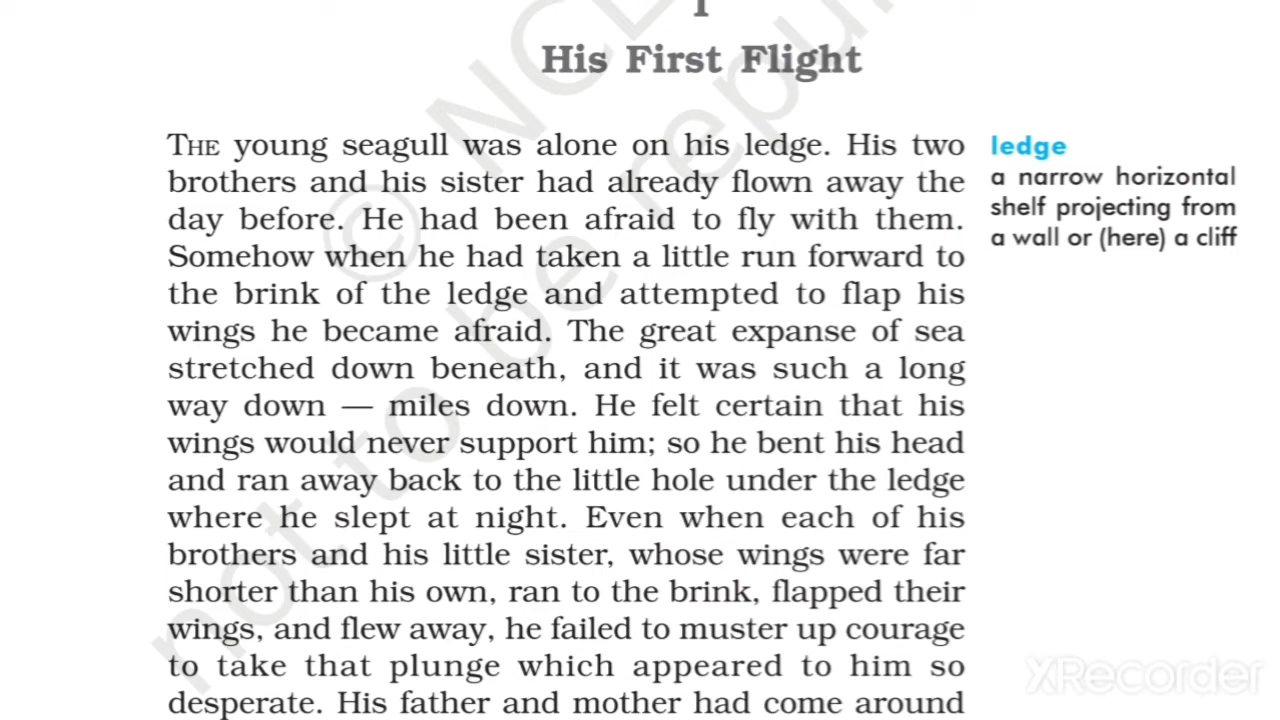 I
His First Flight
THE young seagull was alone on his ledge. His two
brothers and his sister had already flown away the
day before. He had been afraid to fly with them.
Somehow when he had taken a little run forward to
the brink of the ledge and attempted to flap his
wings he became afraid. The great expanse of sea
stretched down beneath, and it was such a long
way down — miles down. He felt certain that his
wings would never support him; so he bent his head
and ran away back to the little hole under the ledge
where he slept at night. Even when each of his
brothers and his little sister, whose wings were far
shorter than his own, ran to the brink, flapped their
wings, and flew away, he failed to muster up courage
to take that plunge which appeared to him so
desperate. His father and mother had come around
ledge
a narrow horizontal
shelf projecting from
a wall or (here) a cliff
© NCE
not to be repu
XRecorder